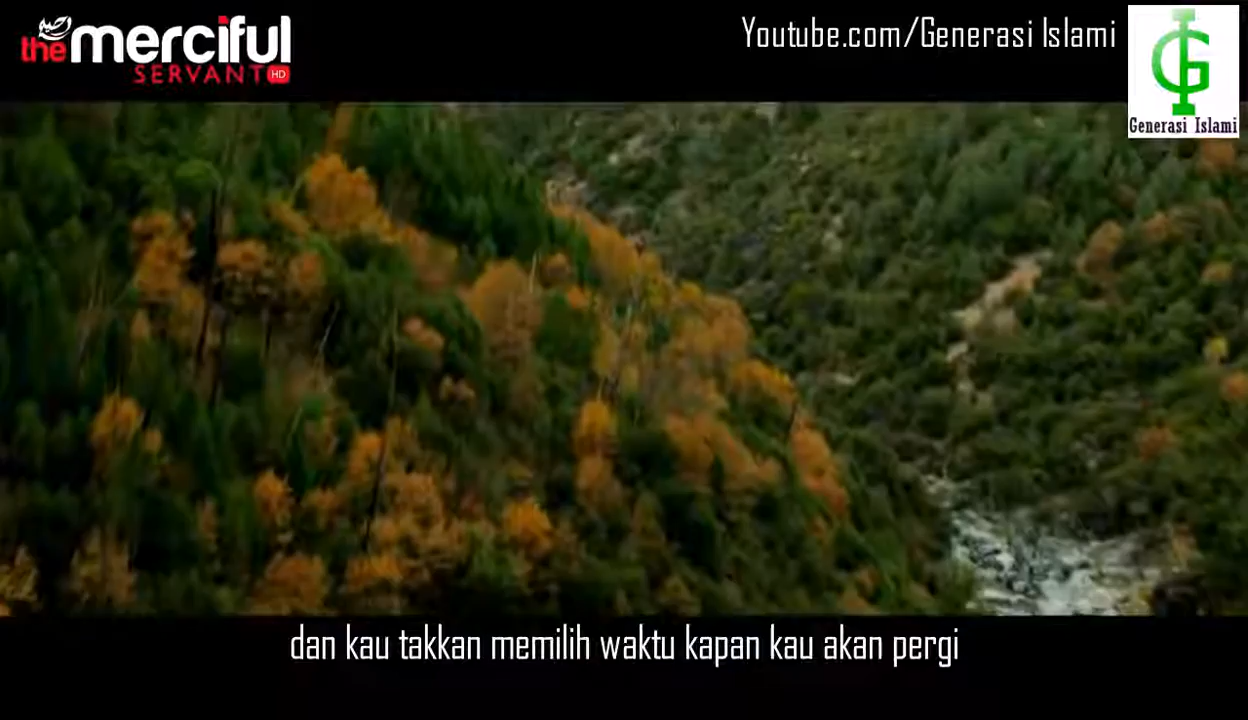 the merciful
SERVANT HD
Youtube.com/Generasi Islami
GI
Generasi Islami
dan kau takkan memilih waktu kapan kau akan pergi